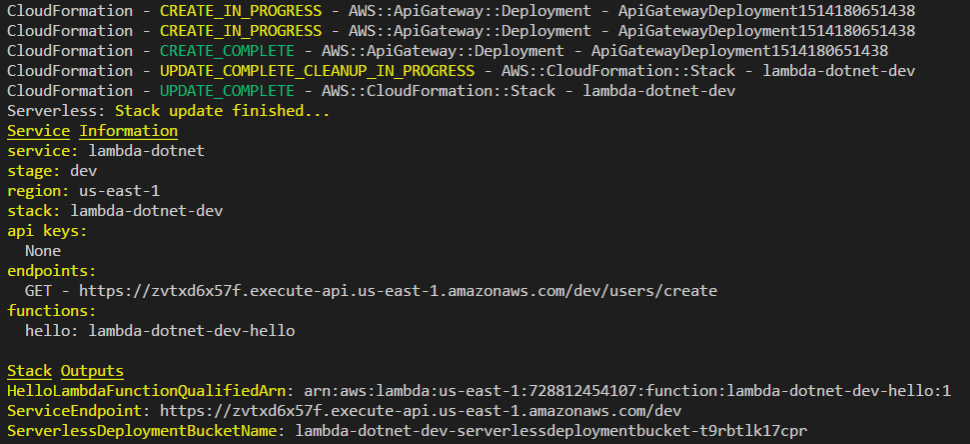 CloudFormation - CREATE_IN_PROGRESS - AWS::ApiGateway::Deployment - ApiGatewayDeployment1514180651438
CloudFormation - CREATE_IN_PROGRESS - AWS::ApiGateway::Deployment - ApiGatewayDeployment1514180651438
CloudFormation - CREATE_COMPLETE - AWS::ApiGateway::Deployment - ApiGatewayDeployment1514180651438
CloudFormation - UPDATE_COMPLETE_CLEANUP_IN_PROGRESS - AWS::CloudFormation::Stack - lambda-dotnet-dev
CloudFormation - UPDATE_COMPLETE - AWS::CloudFormation::Stack - lambda-dotnet-dev
Serverless: Stack update finished...
Service Information
service: lambda-dotnet
stage: dev
region: us-east-1
stack: lambda-dotnet-dev
api keys:
  None
endpoints:
  GET - https://zvtxd6x57f.execute-api.us-east-1.amazonaws.com/dev/users/create
functions:
  hello: lambda-dotnet-dev-hello

Stack Outputs
HelloLambdaFunctionQualifiedArn: arn:aws:lambda:us-east-1:728812454107:function:lambda-dotnet-dev-hello:1
ServiceEndpoint: https://zvtxd6x57f.execute-api.us-east-1.amazonaws.com/dev
ServerlessDeploymentBucketName: lambda-dotnet-dev-serverlessdeploymentbucket-t9rbtlk17cpr